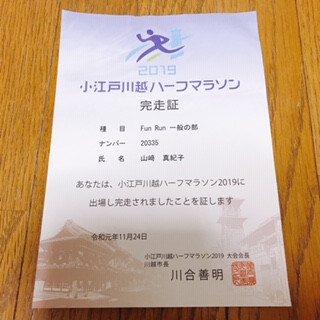 2019
小江戸川越ハーフマラソン
完走証
種 目 Fun Run 一般の部
ナンバー 20335
氏 名 山﨑 真紀子
あなたは、小江戸川越ハーフマラソン2019に
出場し完走されましたことを証します
令和元年11月24日
小江戸川越ハーフマラソン2019 大会会長
川越市長
川合善明